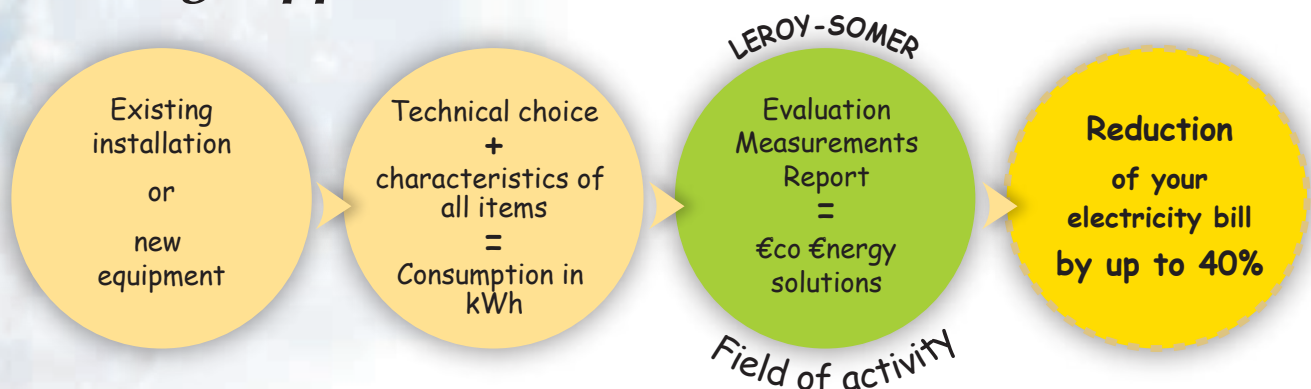 Existing
installation
or
new
equipment
Technical choice
+
characteristics of
all items
=
Consumption in
kWh
LEROY-SOMER
Evaluation
Measurements
Report
=
€co €nergy
solutions
Field of activity
Reduction
of your
electricity bill
by up to 40%